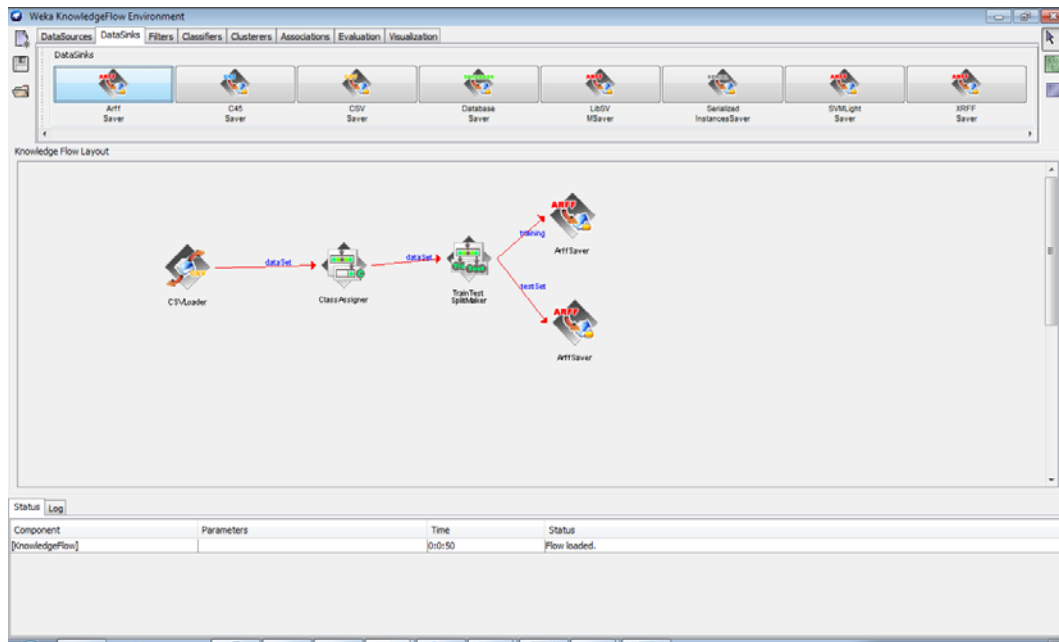 Weka KnowledgeFlow Environment
DataSources DataSinks Filters Classifiers Clusterers Associations Evaluation Visualization
DataSinks
Arff
Saver
C45
Saver
CSV
Saver
Database
Saver
LibSV
MSaver
Serialized
InstancesSaver
SVMLight
Saver
XRFF
Saver
Knowledge Flow Layout
ARFF
training
ArffSaver
dataSet
dataSet
CSVLoader
ClassAssigner
TrainTest
SplitMaker
testSet
ARFF
ArffSaver
Status Log
Component Parameters Time Status
[KnowledgeFlow] 0:0:50 Flow loaded.